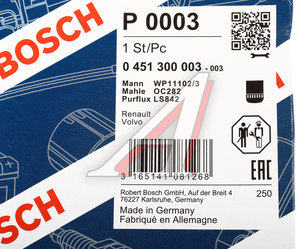 BOSCH
BOSCH
P 0003
1 St/Pc
0 451 300 003 - 003
Mann WP11102/3
Mahle OC282
Purflux LS842
Renault
Volvo
3 165141 081268
EAC
Robert Bosch GmbH, Auf der Breit 4
76227 Karlsruhe, Germany
250
Made in Germany
Fabriqué en Allemagne